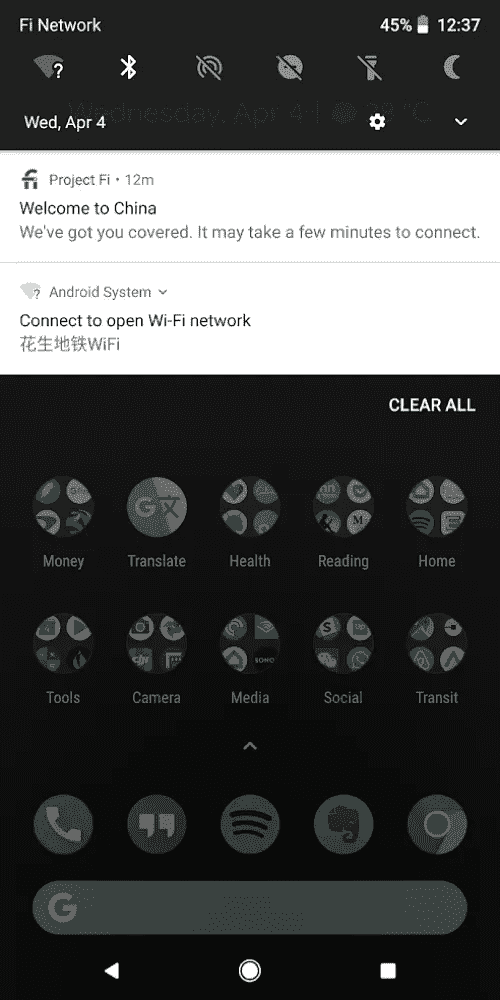 Fi Network 45% 12:37
Wednesday, Apr 4
Wed, Apr 4
Project Fi • 12m
Welcome to China
We've got you covered. It may take a few minutes to connect.
Android System
Connect to open Wi-Fi network
花生地铁WiFi
CLEAR ALL
Money Translate Health Reading Home
Tools Camera Media Social Transit